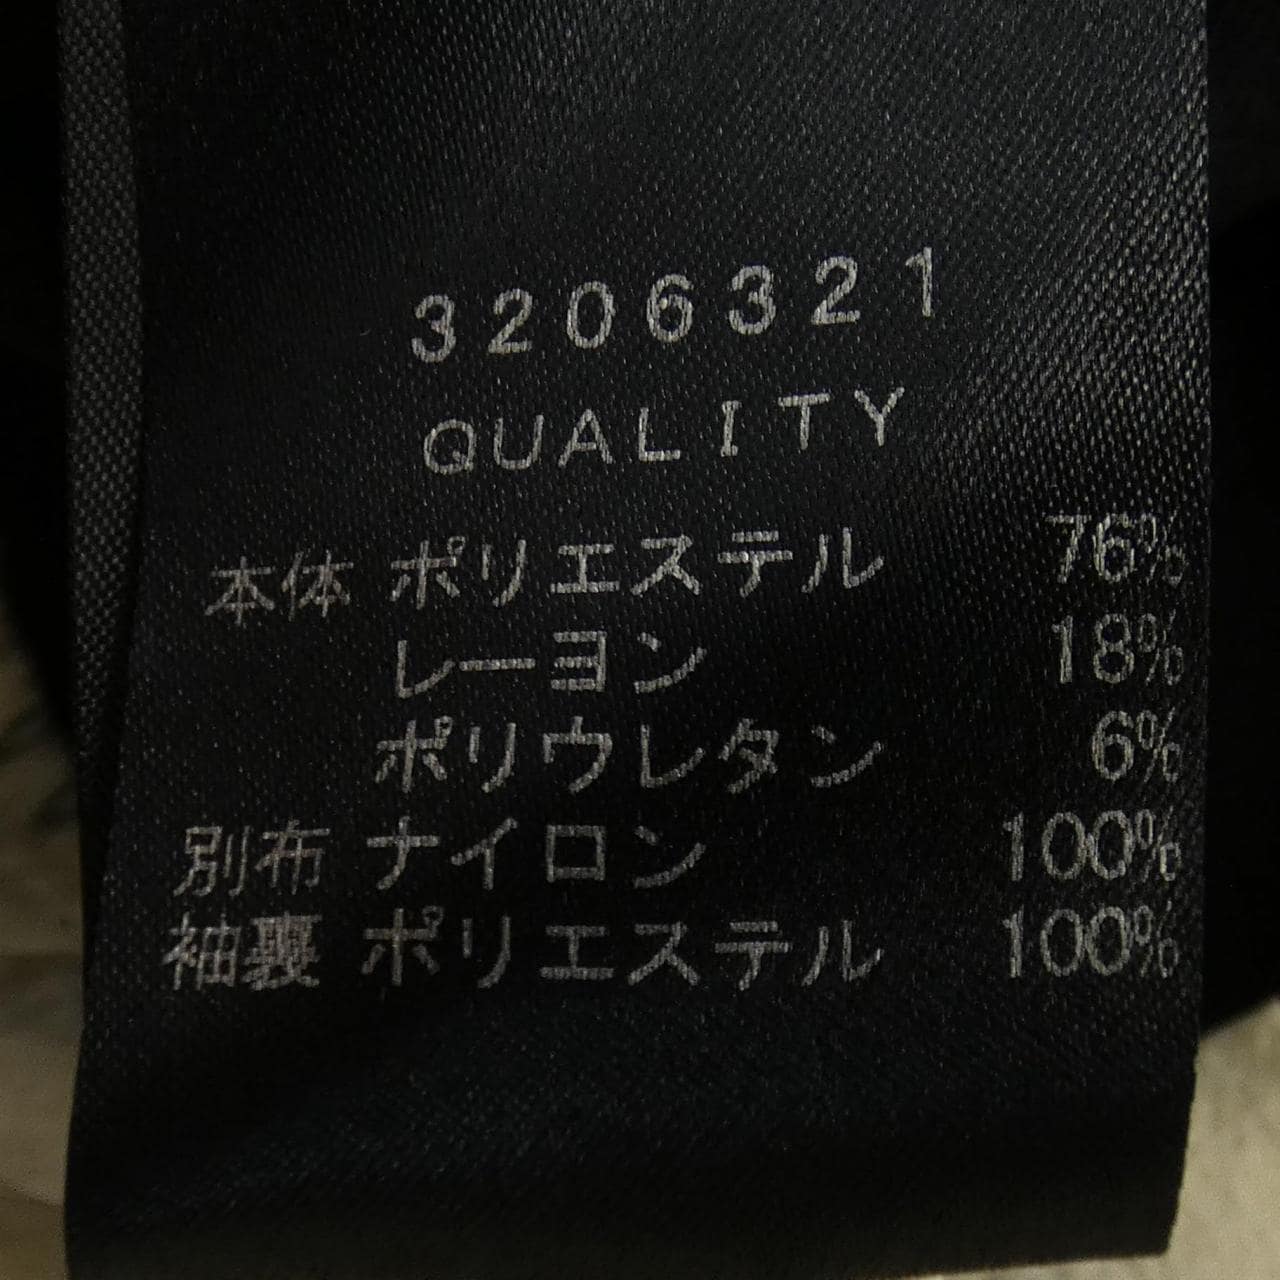 3206321
QUALITY
本体 ポリエステル 76%
レーヨン 18%
ポリウレタン 6%
別布 ナイロン 100%
袖裏 ポリエステル 100%